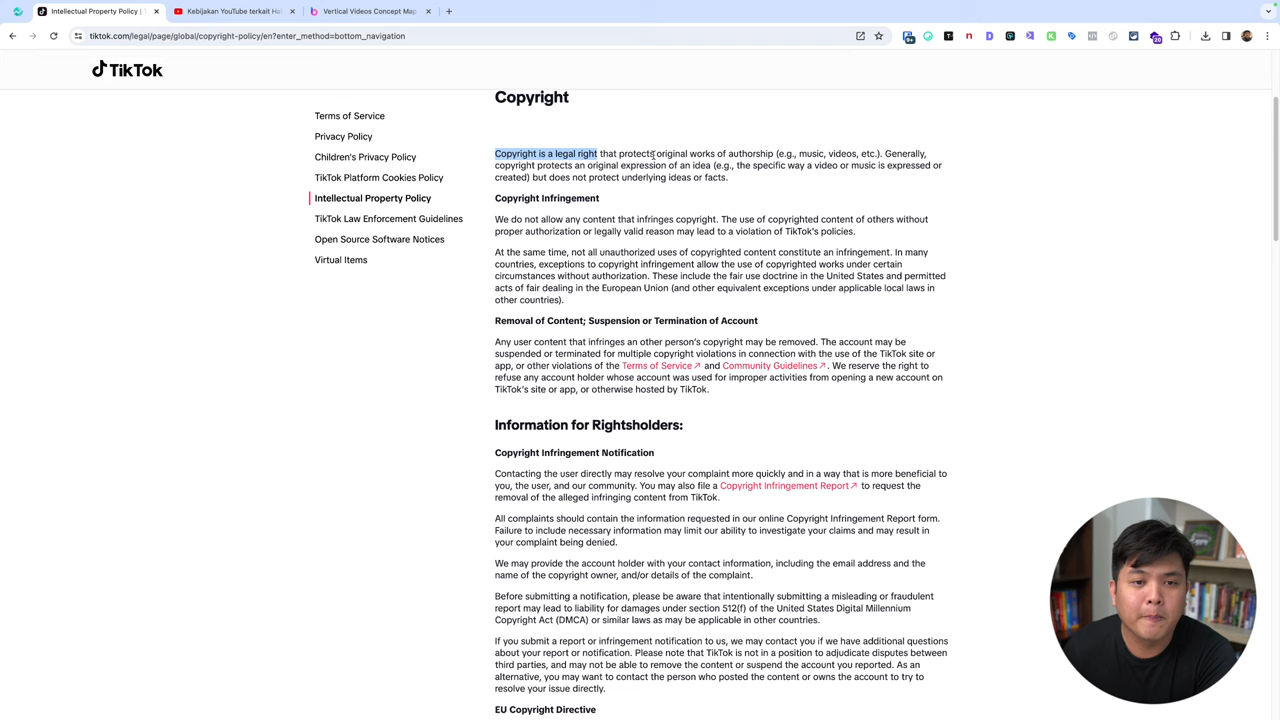 Intellectual Property Policy | T
Kebijakan YouTube terkait Ha
Vertical Videos Concept Map
tiktok.com/legal/page/global/copyright-policy/en?enter_method=bottom_navigation
TikTok
Terms of Service
Privacy Policy
Children's Privacy Policy
TikTok Platform Cookies Policy
Intellectual Property Policy
TikTok Law Enforcement Guidelines
Open Source Software Notices
Virtual Items
Copyright
Copyright is a legal right that protects original works of authorship (e.g., music, videos, etc.). Generally,
copyright protects an original expression of an idea (e.g., the specific way a video or music is expressed or
created) but does not protect underlying ideas or facts.
Copyright Infringement
We do not allow any content that infringes copyright. The use of copyrighted content of others without
proper authorization or legally valid reason may lead to a violation of TikTok's policies.
At the same time, not all unauthorized uses of copyrighted content constitute an infringement. In many
countries, exceptions to copyright infringement allow the use of copyrighted works under certain
circumstances without authorization. These include the fair use doctrine in the United States and permitted
acts of fair dealing in the European Union (and other equivalent exceptions under applicable local laws in
other countries).
Removal of Content; Suspension or Termination of Account
Any user content that infringes an other person's copyright may be removed. The account may be
suspended or terminated for multiple copyright violations in connection with the use of the TikTok site or
app, or other violations of the Terms of Service and Community Guidelines. We reserve the right to
refuse any account holder whose account was used for improper activities from opening a new account on
TikTok's site or app, or otherwise hosted by TikTok.
Information for Rightsholders:
Copyright Infringement Notification
Contacting the user directly may resolve your complaint more quickly and in a way that is more beneficial to
you, the user, and our community. You may also file a Copyright Infringement Report to request the
removal of the alleged infringing content from TikTok.
All complaints should contain the information requested in our online Copyright Infringement Report form.
Failure to include necessary information may limit our ability to investigate your claims and may result in
your complaint being denied.
We may provide the account holder with your contact information, including the email address and the
name of the copyright owner, and/or details of the complaint.
Before submitting a notification, please be aware that intentionally submitting a misleading or fraudulent
report may lead to liability for damages under section 512(f) of the United States Digital Millennium
Copyright Act (DMCA) or similar laws as may be applicable in other countries.
If you submit a report or infringement notification to us, we may contact you if we have additional questions
about your report or notification. Please note that TikTok is not in a position to adjudicate disputes between
third parties, and may not be able to remove the content or suspend the account you reported. As an
alternative, you may want to contact the person who posted the content or owns the account to try to
resolve your issue directly.
EU Copyright Directive